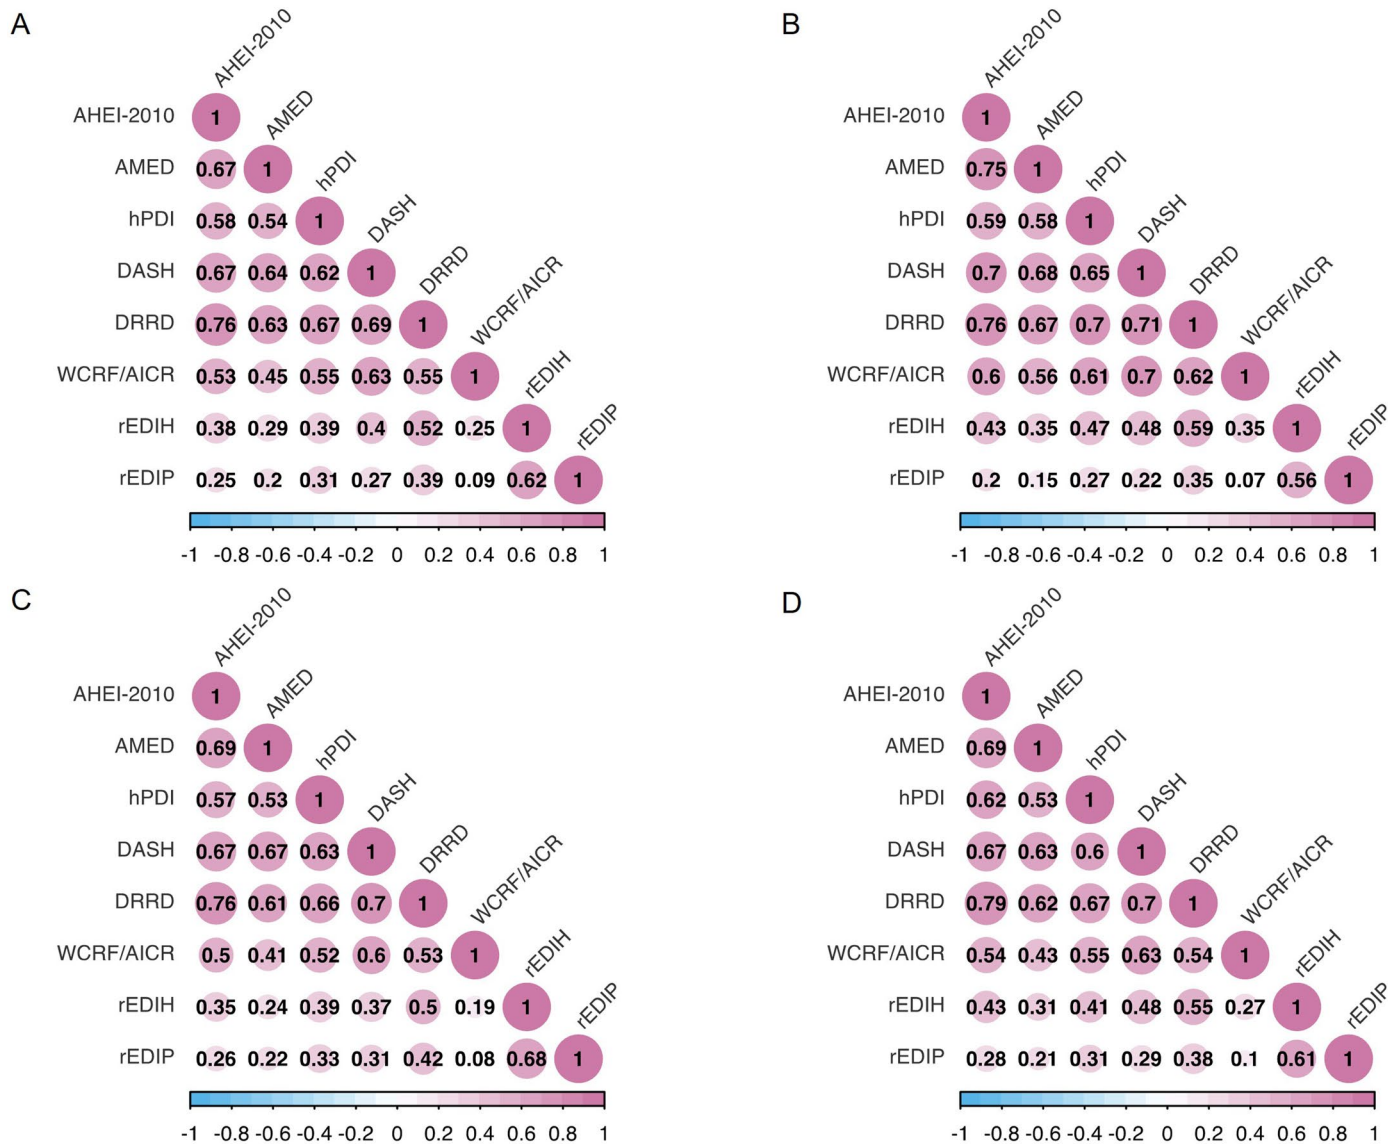 A
AHEI-2010
AHEI-2010 1 AMED
AMED 0.67 1 hPDI
hPDI 0.58 0.54 1 DASH
DASH 0.67 0.64 0.62 1 DRRD
DRRD 0.76 0.63 0.67 0.69 1 WCRF/AICR
WCRF/AICR 0.53 0.45 0.55 0.63 0.55 1 rEDIH
rEDIH 0.38 0.29 0.39 0.4 0.52 0.25 1 rEDIP
rEDIP 0.25 0.2 0.31 0.27 0.39 0.09 0.62 1
-1 -0.8 -0.6 -0.4 -0.2 0 0.2 0.4 0.6 0.8 1
B
AHEI-2010
AHEI-2010 1 AMED
AMED 0.75 1 hPDI
hPDI 0.59 0.58 1 DASH
DASH 0.7 0.68 0.65 1 DRRD
DRRD 0.76 0.67 0.7 0.71 1 WCRF/AICR
WCRF/AICR 0.6 0.56 0.61 0.7 0.62 1 rEDIH
rEDIH 0.43 0.35 0.47 0.48 0.59 0.35 1 rEDIP
rEDIP 0.2 0.15 0.27 0.22 0.35 0.07 0.56 1
-1 -0.8 -0.6 -0.4 -0.2 0 0.2 0.4 0.6 0.8 1
C
AHEI-2010
AHEI-2010 1 AMED
AMED 0.69 1 hPDI
hPDI 0.57 0.53 1 DASH
DASH 0.67 0.67 0.63 1 DRRD
DRRD 0.76 0.61 0.66 0.7 1 WCRF/AICR
WCRF/AICR 0.5 0.41 0.52 0.6 0.53 1 rEDIH
rEDIH 0.35 0.24 0.39 0.37 0.5 0.19 1 rEDIP
rEDIP 0.26 0.22 0.33 0.31 0.42 0.08 0.68 1
-1 -0.8 -0.6 -0.4 -0.2 0 0.2 0.4 0.6 0.8 1
D
AHEI-2010
AHEI-2010 1 AMED
AMED 0.69 1 hPDI
hPDI 0.62 0.53 1 DASH
DASH 0.67 0.63 0.6 1 DRRD
DRRD 0.79 0.62 0.67 0.7 1 WCRF/AICR
WCRF/AICR 0.54 0.43 0.55 0.63 0.54 1 rEDIH
rEDIH 0.43 0.31 0.41 0.48 0.55 0.27 1 rEDIP
rEDIP 0.28 0.21 0.31 0.29 0.38 0.1 0.61 1
-1 -0.8 -0.6 -0.4 -0.2 0 0.2 0.4 0.6 0.8 1